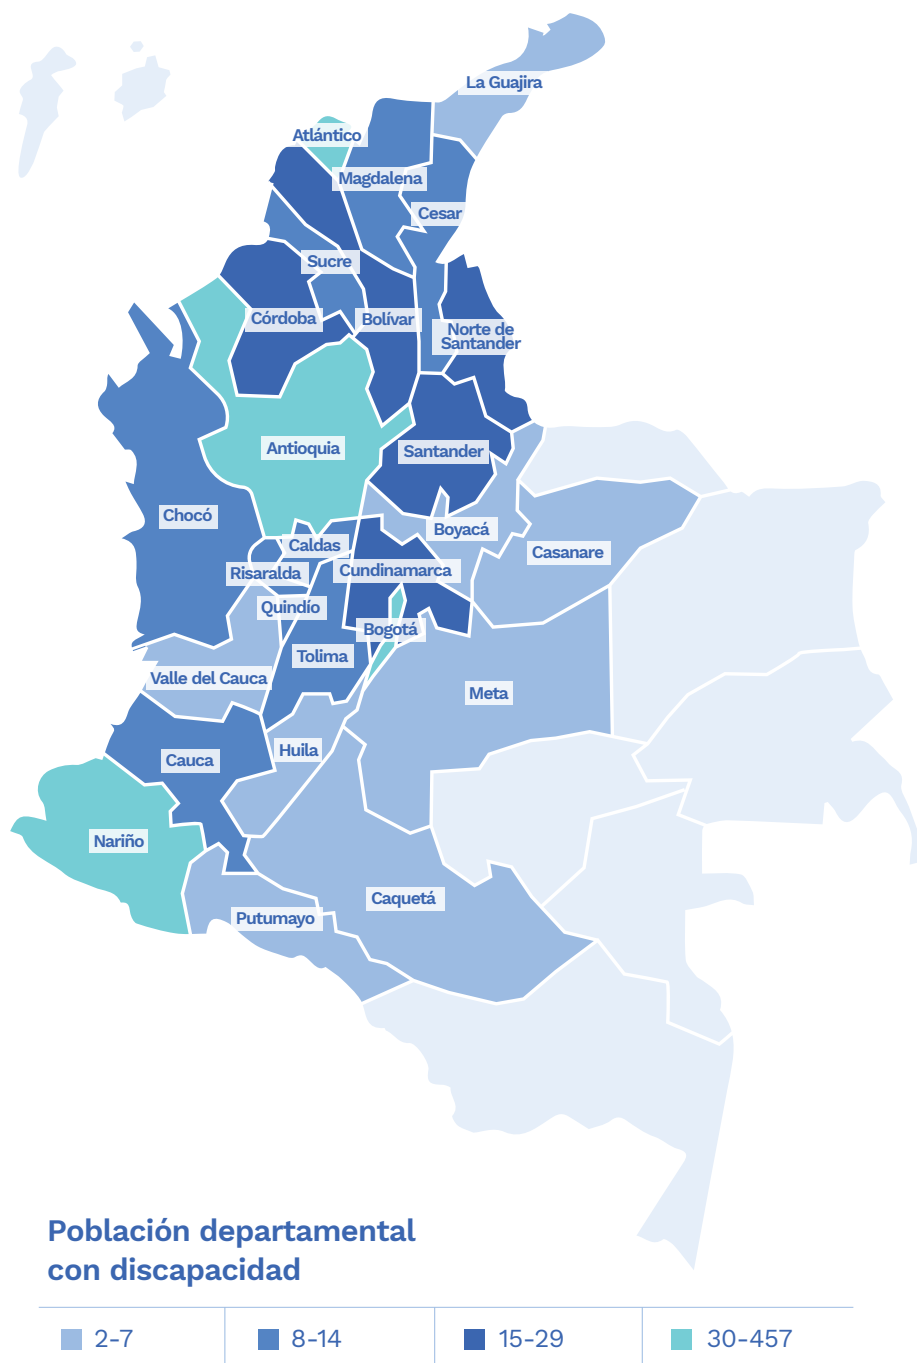 La Guajira
Atlántico
Magdalena
Cesar
Sucre
Córdoba
Bolívar
Norte de
Santander
Antioquia
Santander
Chocó
Boyacá
Caldas
Casanare
Risaralda
Cundinamarca
Quindío
Bogotá
Tolima
Valle del Cauca
Meta
Huila
Cauca
Nariño
Caquetá
Putumayo
Población departamental
con discapacidad
2-7
8-14
15-29
30-457